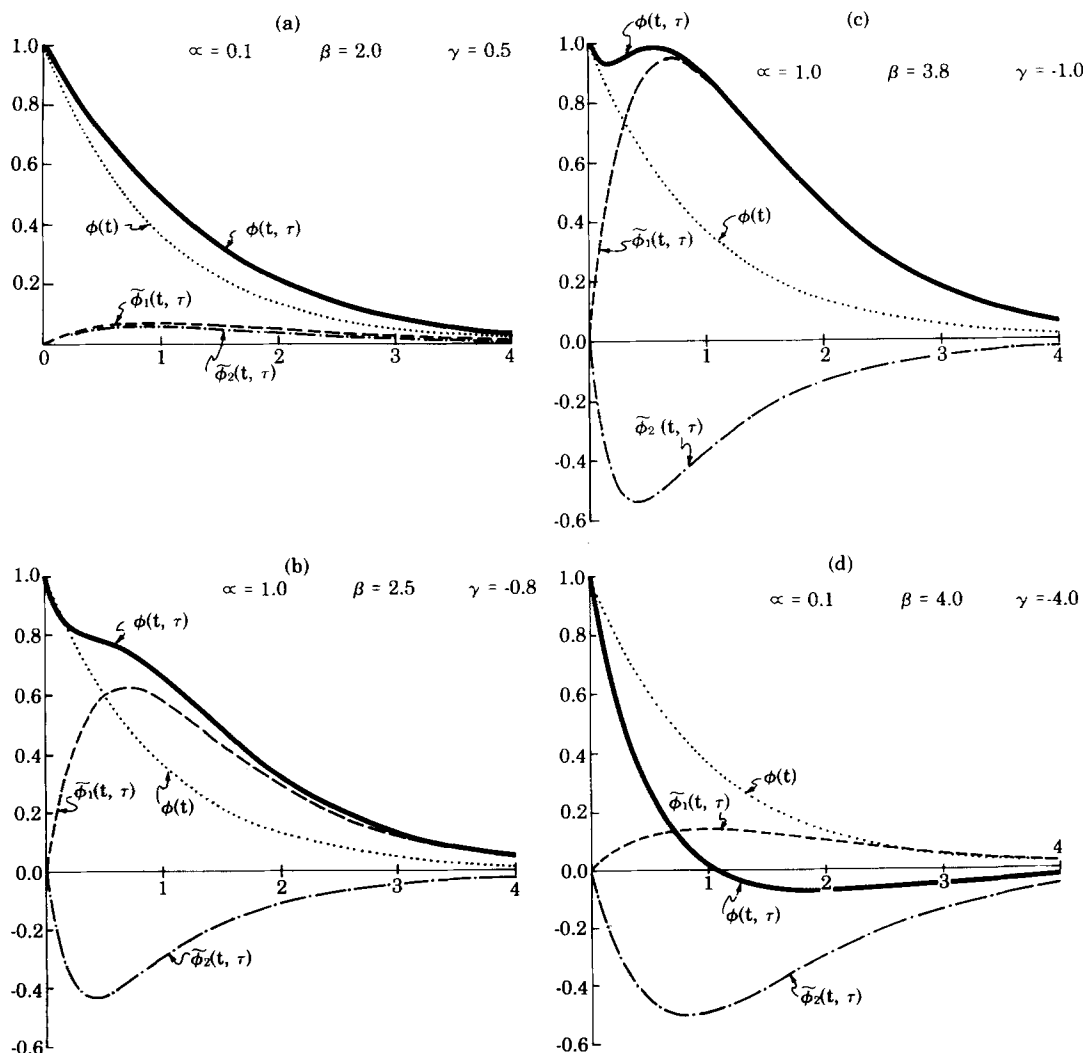 (a)
∝ = 0.1 β = 2.0 γ = 0.5
1.0
0.8
0.6
0.4
0.2
0 1 2 3 4
ϕ(t)
ϕ(t, τ)
ϕ̃₁(t, τ)
ϕ̃₂(t, τ)
(c)
∝ = 1.0 β = 3.8 γ = -1.0
1.0
0.8
0.6
0.4
0.2
0.0
-0.2
-0.4
-0.6
1 2 3 4
ϕ(t, τ)
ϕ̃₁(t, τ)
ϕ(t)
ϕ̃₂ (t, τ)
(b)
∝ = 1.0 β = 2.5 γ = -0.8
1.0
0.8
0.6
0.4
0.2
0.0
-0.2
-0.4
-0.6
1 2 3 4
ϕ(t, τ)
ϕ̃₁(t, τ)
ϕ(t)
ϕ̃₂(t, τ)
(d)
∝ = 0.1 β = 4.0 γ = -4.0
1.0
0.8
0.6
0.4
0.2
0.0
-0.2
-0.4
-0.6
1 2 3 4
ϕ(t)
ϕ̃₁(t, τ)
ϕ(t, τ)
ϕ̃₂(t, τ)